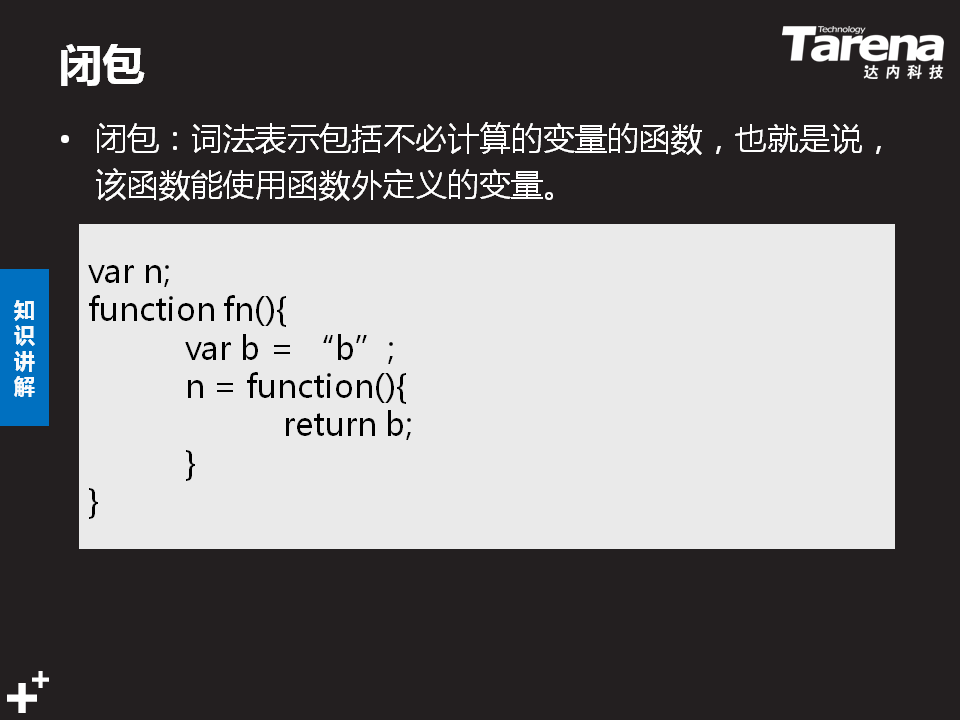 闭包
Technology
Tarena
达内科技
• 闭包：词法表示包括不必计算的变量的函数，也就是说，
该函数能使用函数外定义的变量。
知
识
讲
解
var n;
function fn(){
var b = “b”;
n = function(){
return b;
}
}